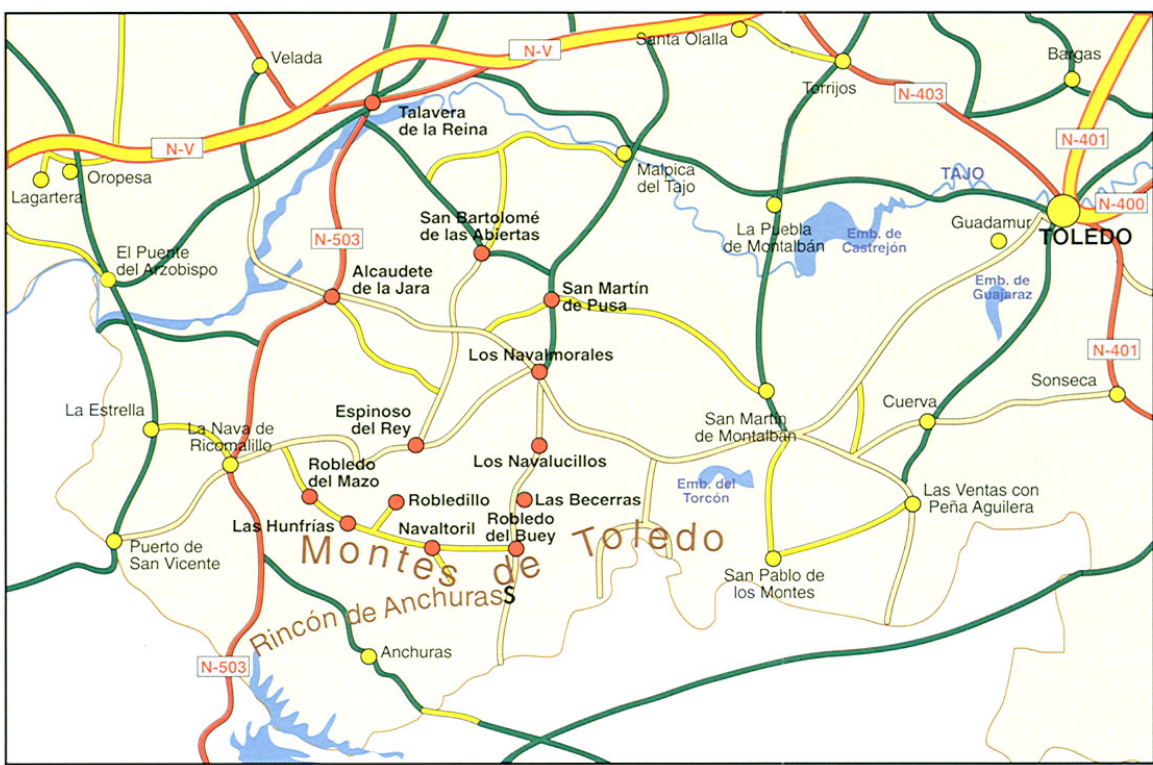 Santa Olalla
N-V
Velada
Bargas
Torrijos
N-403
Talavera
de la Reina
N-401
N-V
Oropesa
Lagartera
Malpica
del Tajo
TAJO
N-400
San Bartolomé
de las Abiertas
La Puebla
de Montalbán
Emb. de
Castrejón
Guadamur
TOLEDO
N-503
El Puente
del Arzobispo
Alcaudete
de la Jara
San Martín
de Pusa
Emb. de
Guajaraz
N-401
Los Navalmorales
Sonseca
La Estrella
La Nava de
Ricomalillo
Espinoso
del Rey
San Martín
de Montalbán
Cuerva
Los Navalucillos
Robledo
del Mazo
Robledillo
Las Becerras
Emb. del
Torcón
Las Ventas con
Peña Aguilera
Las Hunfrías
Navaltoril
Robledo
del Buey
Montes de Toledo
Puerto de
San Vicente
San Pablo de
los Montes
Rincón de Anchuras
S
Anchuras
N-503